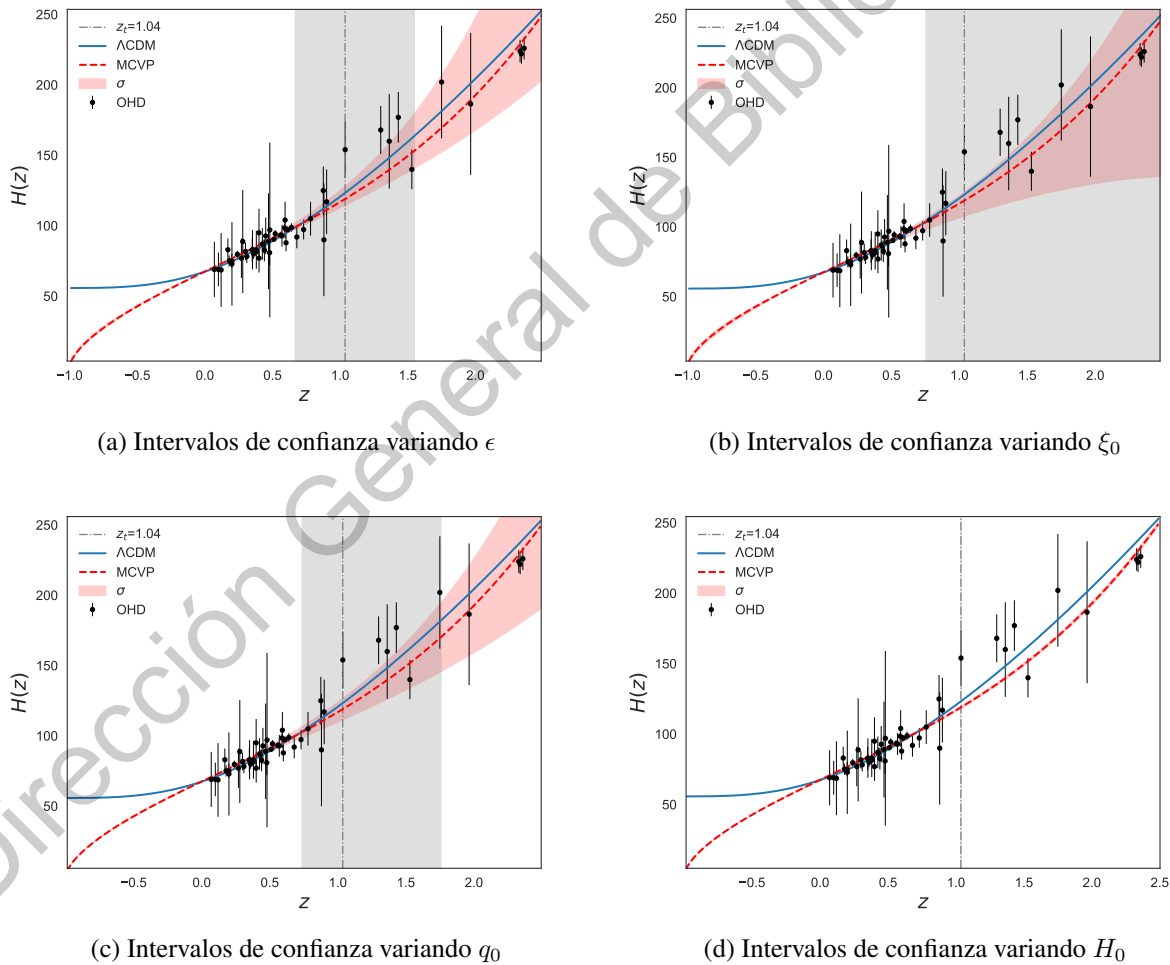 250
200
150
100
50
H(z)
z_t=1.04
ΛCDM
MCVP
σ
OHD
−1.0 −0.5 0.0 0.5 1.0 1.5 2.0
z
(a) Intervalos de confianza variando ϵ
250
200
150
100
50
H(z)
z_t=1.04
ΛCDM
MCVP
σ
OHD
−1.0 −0.5 0.0 0.5 1.0 1.5 2.0
z
(b) Intervalos de confianza variando ξ₀
250
200
150
100
50
H(z)
z_t=1.04
ΛCDM
MCVP
σ
OHD
−0.5 0.0 0.5 1.0 1.5 2.0
z
(c) Intervalos de confianza variando q₀
250
200
150
100
50
H(z)
z_t=1.04
ΛCDM
MCVP
σ
OHD
−0.5 0.0 0.5 1.0 1.5 2.0 2.5
z
(d) Intervalos de confianza variando H₀
Dirección General de Biblio